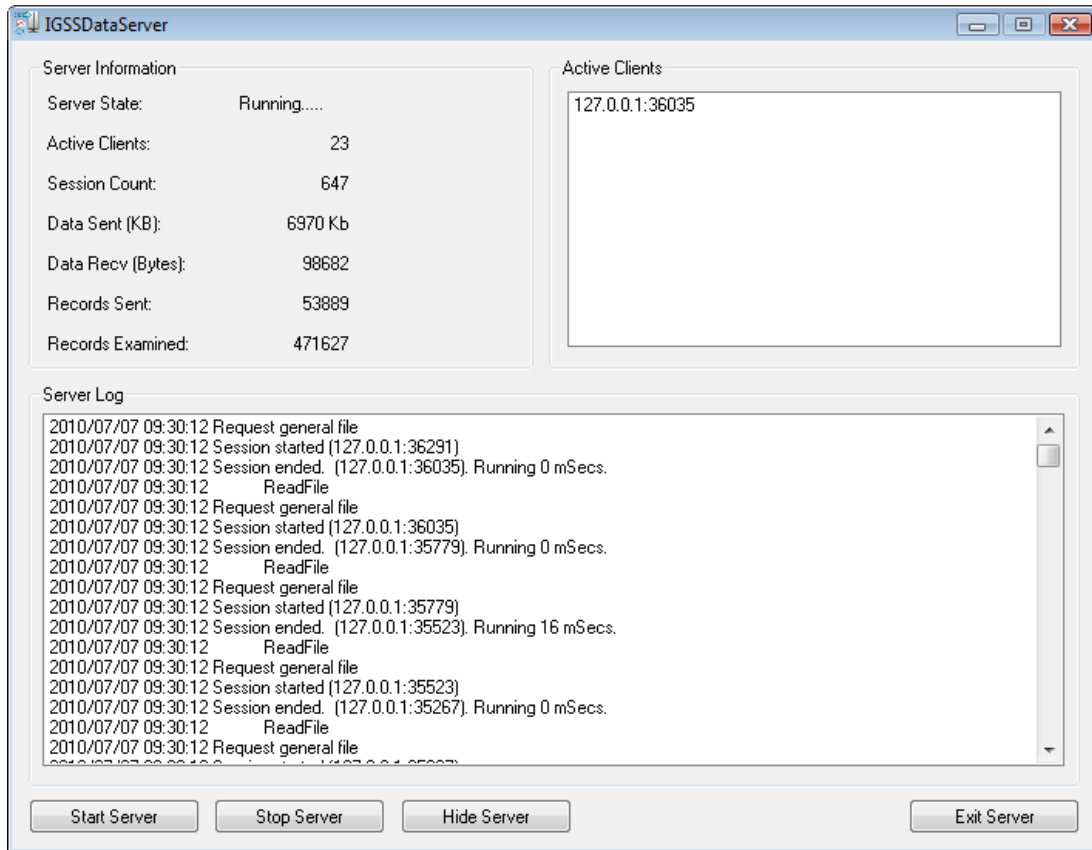 IGSSDataServer
Server Information
Server State: Running.....
Active Clients: 23
Session Count: 647
Data Sent (KB): 6970 Kb
Data Recv (Bytes): 98682
Records Sent: 53889
Records Examined: 471627
Active Clients
127.0.0.1:36035
Server Log
2010/07/07 09:30:12 Request general file
2010/07/07 09:30:12 Session started (127.0.0.1:36291)
2010/07/07 09:30:12 Session ended. (127.0.0.1:36035). Running 0 mSecs.
2010/07/07 09:30:12 ReadFile
2010/07/07 09:30:12 Request general file
2010/07/07 09:30:12 Session started (127.0.0.1:36035)
2010/07/07 09:30:12 Session ended. (127.0.0.1:35779). Running 0 mSecs.
2010/07/07 09:30:12 ReadFile
2010/07/07 09:30:12 Request general file
2010/07/07 09:30:12 Session started (127.0.0.1:35779)
2010/07/07 09:30:12 Session ended. (127.0.0.1:35523). Running 16 mSecs.
2010/07/07 09:30:12 ReadFile
2010/07/07 09:30:12 Request general file
2010/07/07 09:30:12 Session started (127.0.0.1:35523)
2010/07/07 09:30:12 Session ended. (127.0.0.1:35267). Running 0 mSecs.
2010/07/07 09:30:12 ReadFile
2010/07/07 09:30:12 Request general file
Start Server
Stop Server
Hide Server
Exit Server